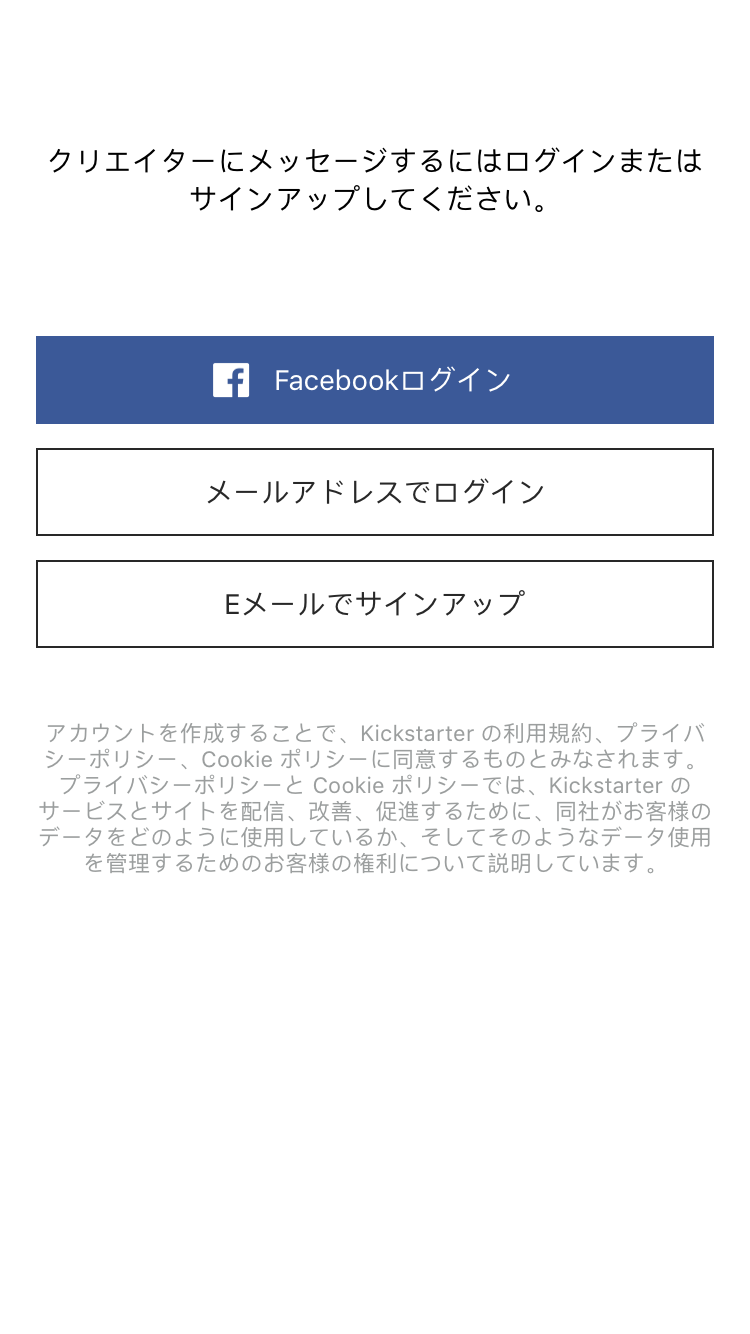 クリエイターにメッセージするにはログインまたは
サインアップしてください。
Facebookログイン
メールアドレスでログイン
Eメールでサインアップ
アカウントを作成することで、Kickstarter の利用規約、プライバ
シーポリシー、Cookie ポリシーに同意するものとみなされます。
プライバシーポリシーと Cookie ポリシーでは、Kickstarter の
サービスとサイトを配信、改善、促進するために、同社がお客様の
データをどのように使用しているか、そしてそのようなデータ使用
を管理するためのお客様の権利について説明しています。